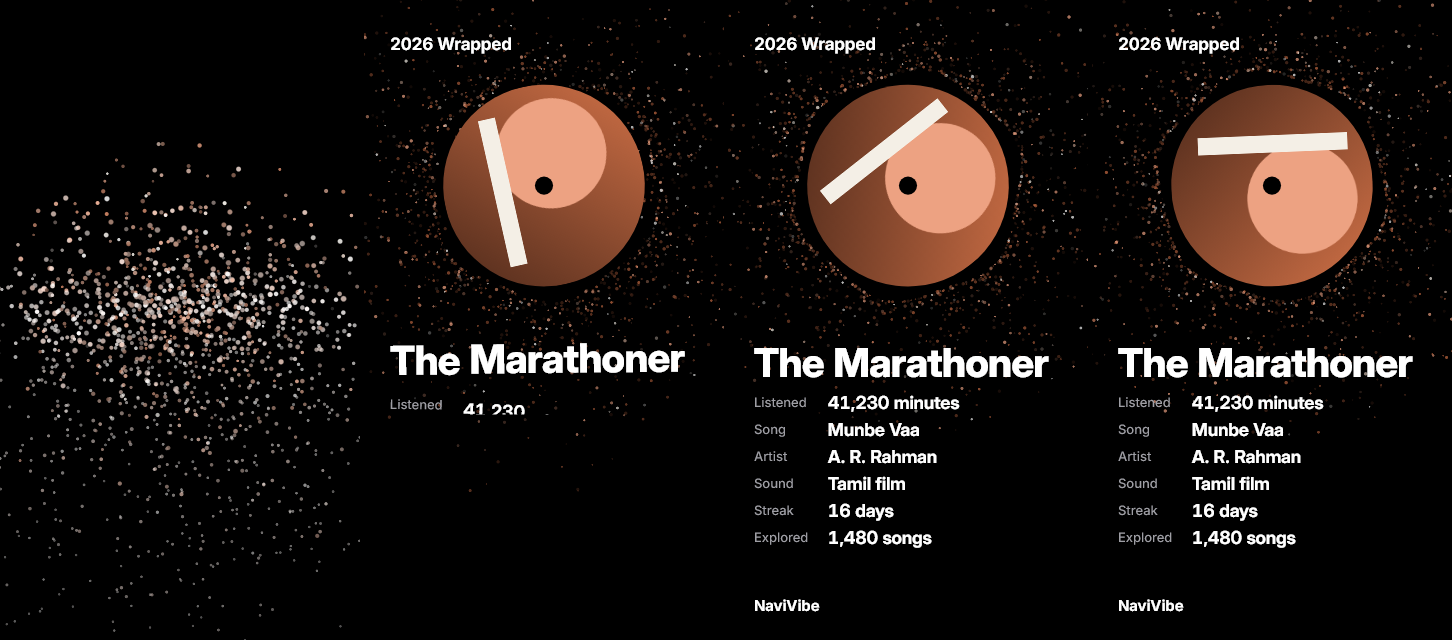 2026 Wrapped
The Marathoner
Listened 41,230
2026 Wrapped
The Marathoner
Listened 41,230 minutes
Song Munbe Vaa
Artist A. R. Rahman
Sound Tamil film
Streak 16 days
Explored 1,480 songs
NaviVibe
2026 Wrapped
The Marathoner
Listened 41,230 minutes
Song Munbe Vaa
Artist A. R. Rahman
Sound Tamil film
Streak 16 days
Explored 1,480 songs
NaviVibe